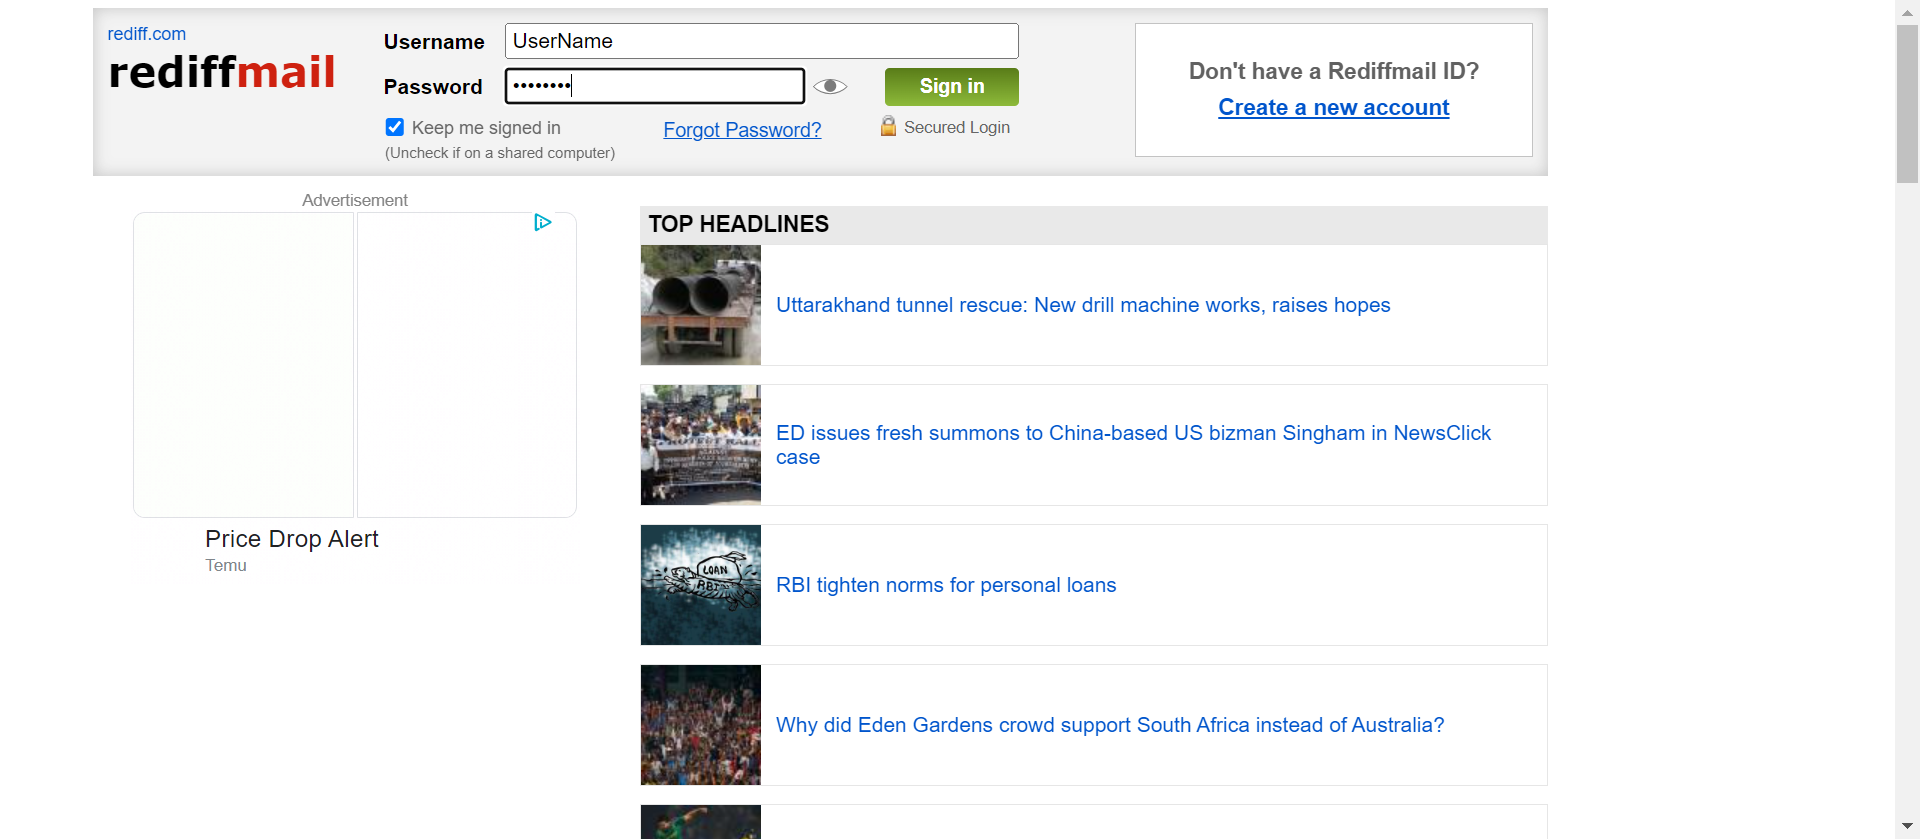 rediff.com
rediffmail
Username
UserName
Password
••••••••
Sign in
Keep me signed in
(Uncheck if on a shared computer)
Forgot Password?
Secured Login
Don't have a Rediffmail ID?
Create a new account
Advertisement
Price Drop Alert
Temu
TOP HEADLINES
Uttarakhand tunnel rescue: New drill machine works, raises hopes
ED issues fresh summons to China-based US bizman Singham in NewsClick
case
LOAN
RBI
RBI tighten norms for personal loans
Why did Eden Gardens crowd support South Africa instead of Australia?